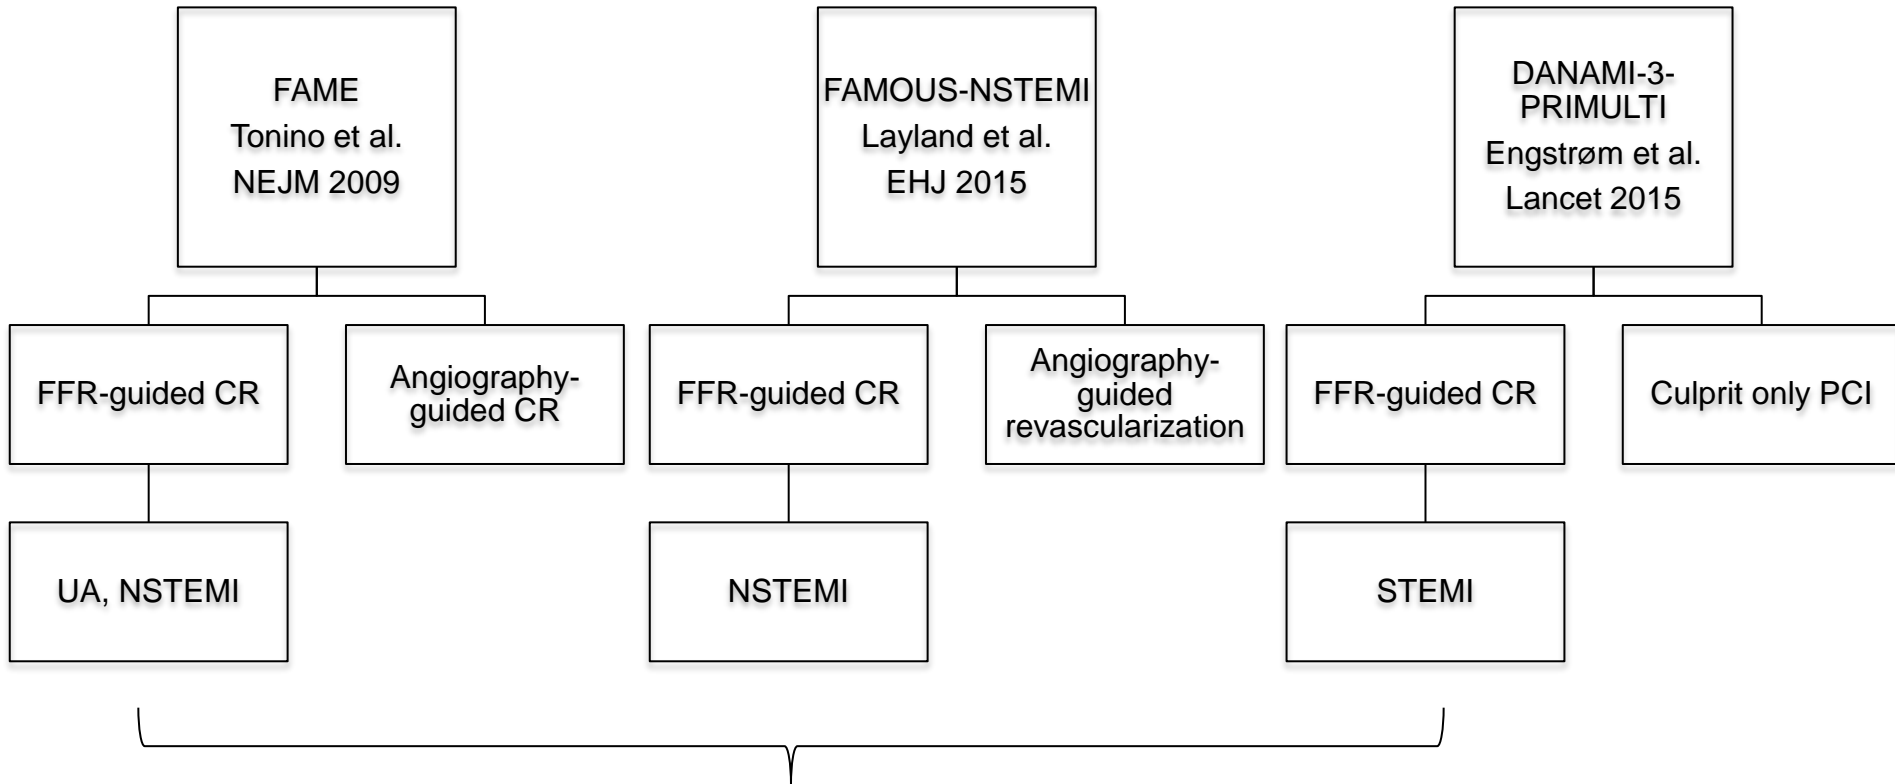 FAME
Tonino et al.
NEJM 2009
FAMOUS-NSTEMI
Layland et al.
EHJ 2015
DANAMI-3-
PRIMULTI
Engstrøm et al.
Lancet 2015
FFR-guided CR
Angiography-
guided CR
FFR-guided CR
Angiography-
guided
revascularization
FFR-guided CR
Culprit only PCI
UA, NSTEMI
NSTEMI
STEMI